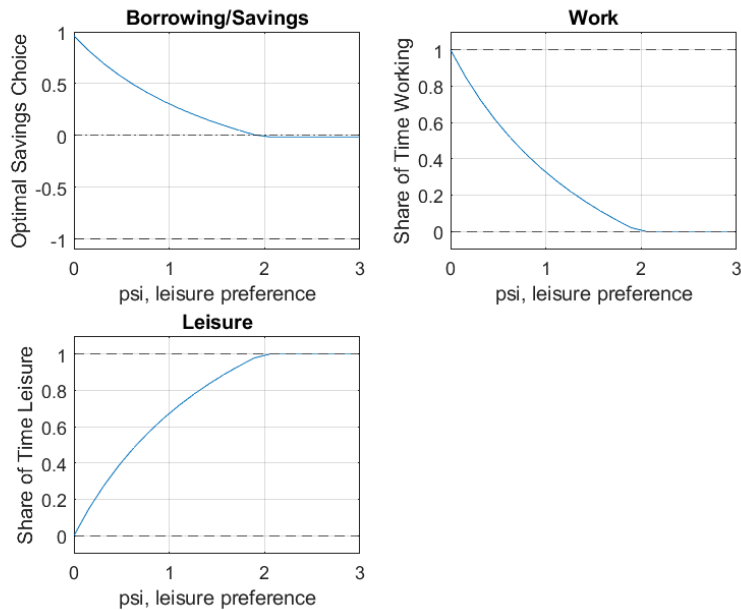 Borrowing/Savings
Optimal Savings Choice
1
0.5
0
-0.5
-1
0 1 2 3
psi, leisure preference
Work
Share of Time Working
1
0.8
0.6
0.4
0.2
0
0 1 2 3
psi, leisure preference
Leisure
Share of Time Leisure
1
0.8
0.6
0.4
0.2
0
0 1 2 3
psi, leisure preference